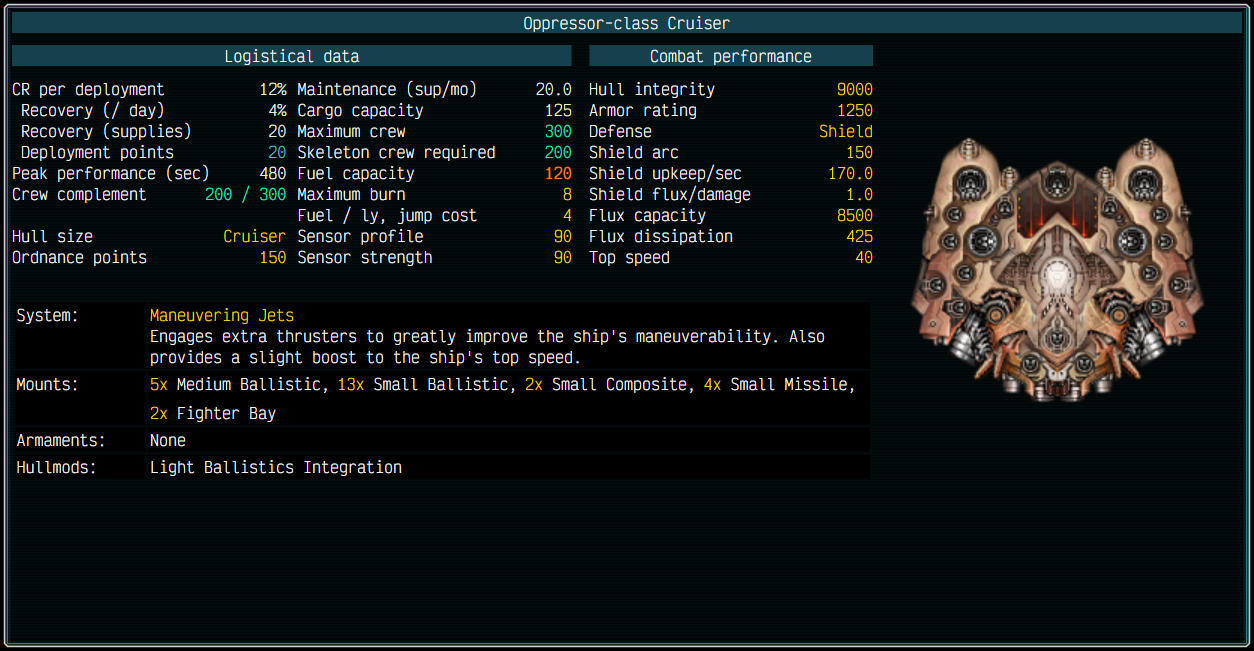 Oppressor-class Cruiser
Logistical data
Combat performance
CR per deployment 12% Maintenance (sup/mo) 20.0 Hull integrity 9000
Recovery (/ day) 4% Cargo capacity 125 Armor rating 1250
Recovery (supplies) 20 Maximum crew 300 Defense Shield
Deployment points 20 Skeleton crew required 200 Shield arc 150
Peak performance (sec) 480 Fuel capacity 120 Shield upkeep/sec 170.0
Crew complement 200 / 300 Maximum burn 8 Shield flux/damage 1.0
Fuel / ly, jump cost 4 Flux capacity 8500
Hull size Cruiser Sensor profile 90 Flux dissipation 425
Ordnance points 150 Sensor strength 90 Top speed 40
System: Maneuvering Jets
Engages extra thrusters to greatly improve the ship's maneuverability. Also
provides a slight boost to the ship's top speed.
Mounts: 5x Medium Ballistic, 13x Small Ballistic, 2x Small Composite, 4x Small Missile,
2x Fighter Bay
Armaments: None
Hullmods: Light Ballistics Integration